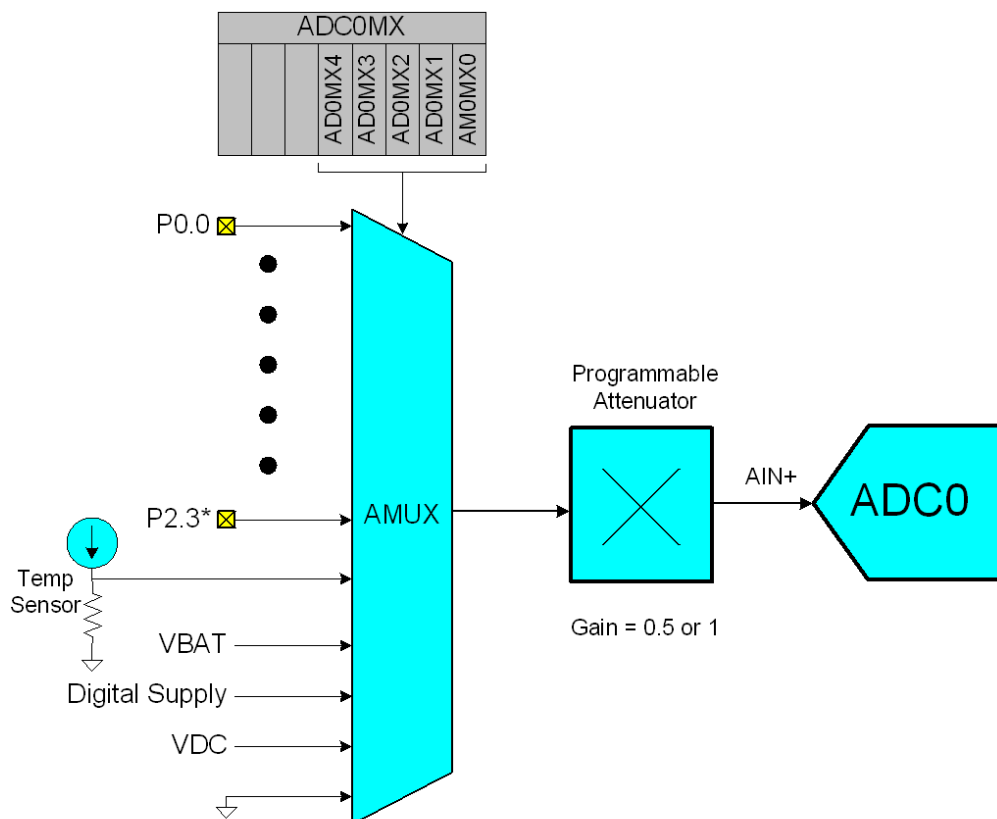 ADC0MX
AD0MX4
AD0MX3
AD0MX2
AD0MX1
AM0MX0
P0.0
Programmable
Attenuator
AIN+
ADC0
P2.3*
AMUX
Temp
Sensor
Gain = 0.5 or 1
VBAT
Digital Supply
VDC